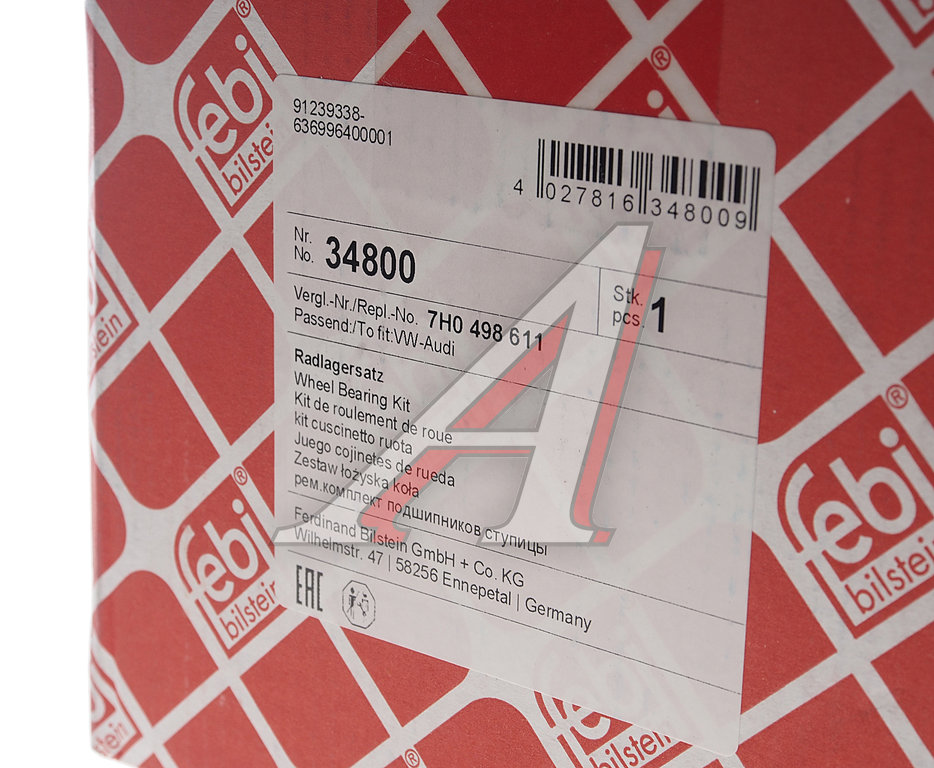 febi
bilstein
91239338-
636996400001
4 027816 348009
Nr.
No. 34800
Stk.
pcs. 1
Vergl.-Nr./Repl.-No. 7H0 498 611
Passend:/To fit:VW-Audi
Radlagersatz
Wheel Bearing Kit
Kit de roulement de roue
kit cuscinetto ruota
Juego cojinetes de rueda
Zestaw łożyska koła
рем.комплект подшипников ступицы
Ferdinand Bilstein GmbH + Co. KG
Wilhelmstr. 47 | 58256 Ennepetal | Germany
EAC
febi
bilstein
febi
bilstein
bilstein